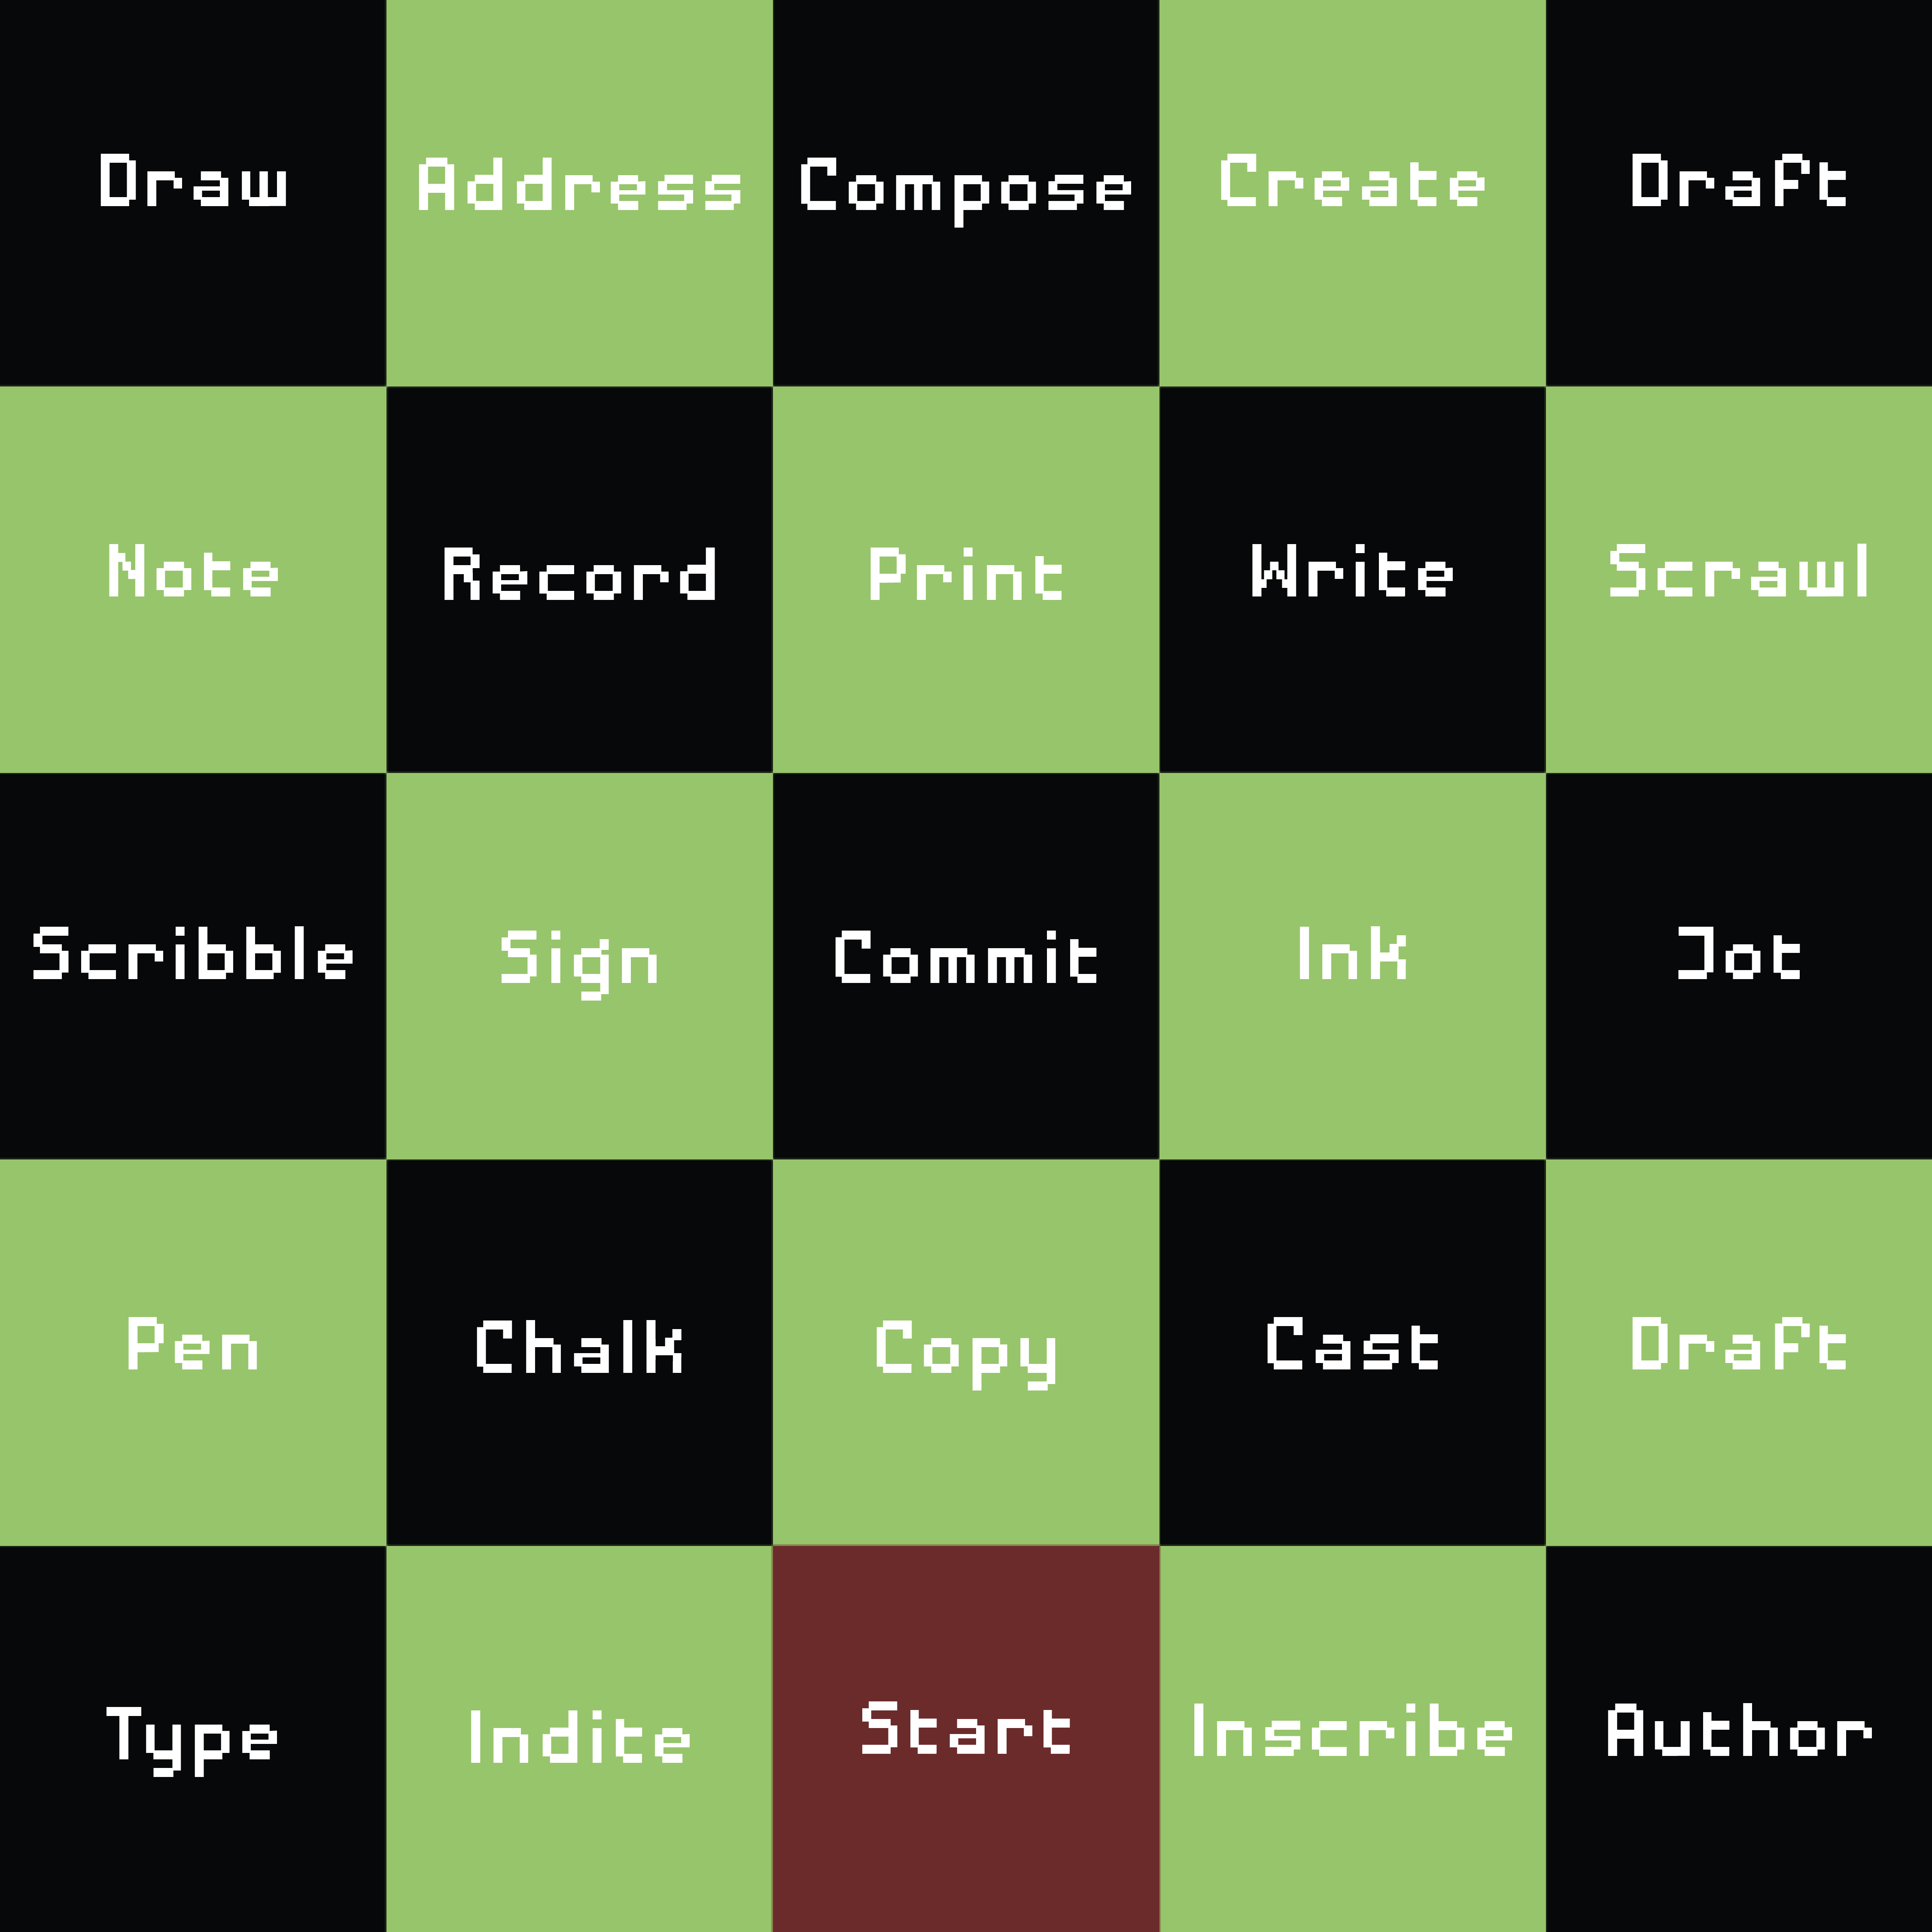 Draw Address Compose Create Draft
Note Record Print Write Scrawl
Scribble Sign Commit Ink Jot
Pen Chalk Copy Cast Draft
Type Indite Start Inscribe Author